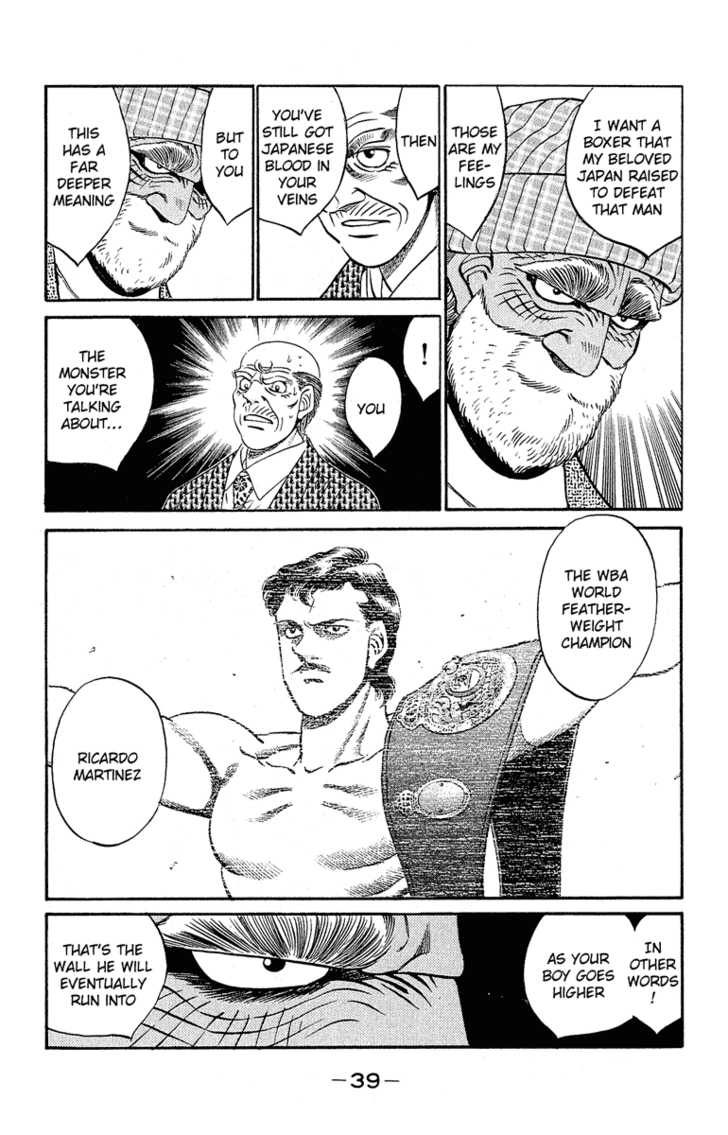 I WANT A
BOXER THAT
MY BELOVED
JAPAN RAISED
TO DEFEAT
THAT MAN
THOSE
ARE MY
FEE-
LINGS
THEN
YOU'VE
STILL GOT
JAPANESE
BLOOD IN
YOUR
VEINS
BUT
TO
YOU
THIS
HAS A
FAR
DEEPER
MEANING
!
YOU
THE
MONSTER
YOU'RE
TALKING
ABOUT...
THE WBA
WORLD
FEATHER-
WEIGHT
CHAMPION
RICARDO
MARTINEZ
IN
OTHER
WORDS
!
AS YOUR
BOY GOES
HIGHER
THAT'S THE
WALL HE WILL
EVENTUALLY
RUN INTO
—39—